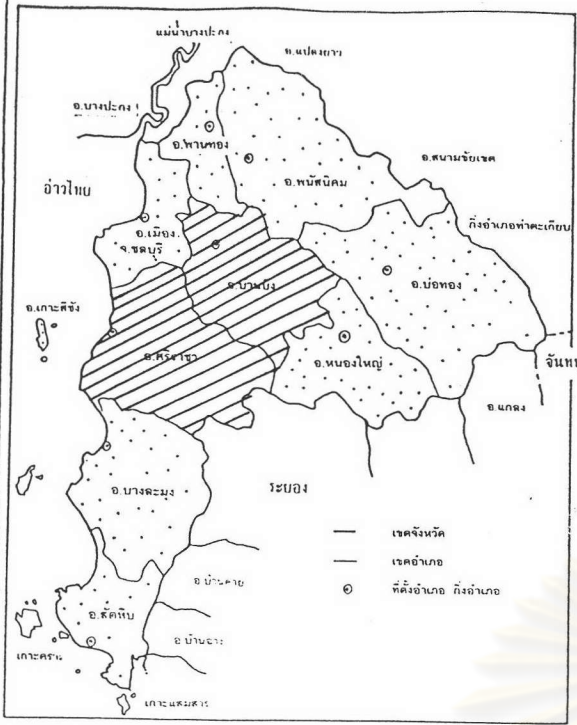 แม่น้ำบางปะกง
อ.แปลงยาว
อ.บางปะกง
อ.พานทอง
อ.สนามชัยเขต
อ.พนัสนิคม
อ่าวไทย
กิ่งอำเภอท่าตะเกียบ
อ.เมือง
จ.ชลบุรี
อ.บ้านบึง
อ.บ่อทอง
อ.เกาะสีชัง
อ.ศรีราชา
อ.หนองใหญ่
จันทบ
อ.แกลง
อ.บางละมุง
ระยอง
เขตจังหวัด
เขตอำเภอ
ที่ตั้งอำเภอ กิ่งอำเภอ
อ.บ้านค่าย
อ.สัตหีบ
อ.บ้านฉาง
เกาะคราม
เกาะแสมสาร